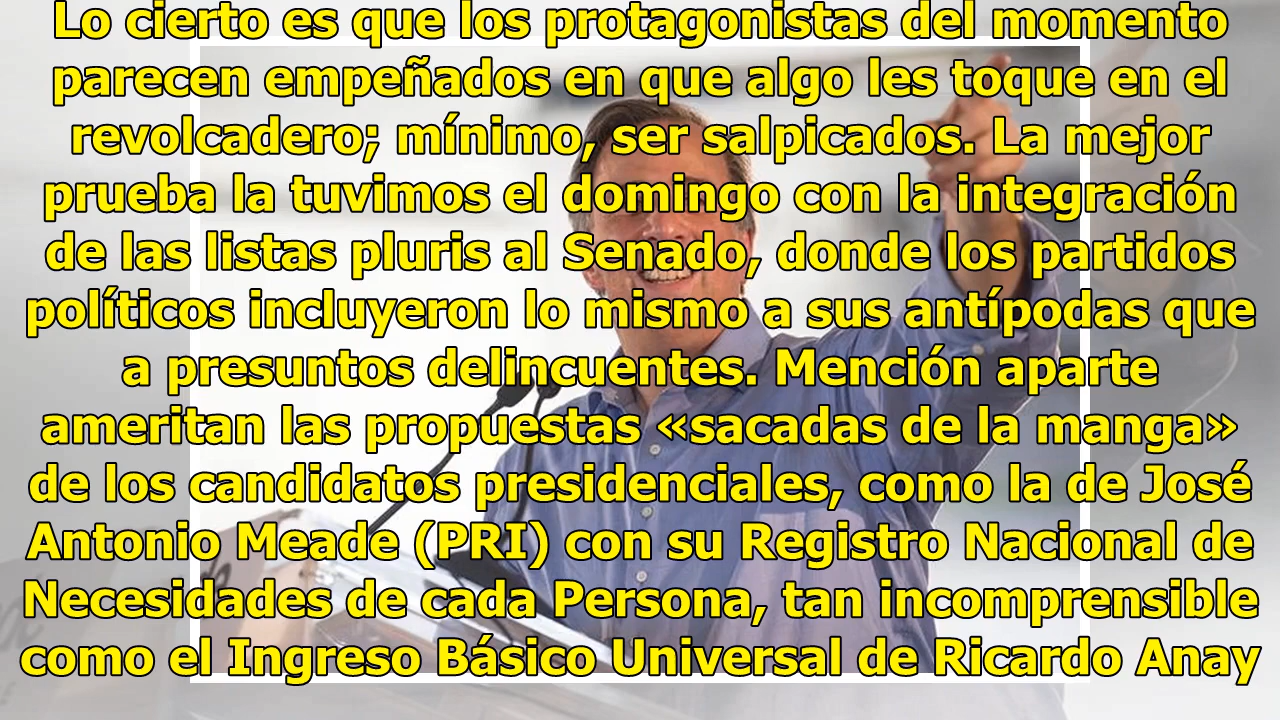 Lo cierto es que los protagonistas del momento
parecen empeñados en que algo les toque en el
revolcadero; mínimo, ser salpicados. La mejor
prueba la tuvimos el domingo con la integración
de las listas pluris al Senado, donde los partidos
políticos incluyeron lo mismo a sus antípodas que
a presuntos delincuentes. Mención aparte
ameritan las propuestas «sacadas de la manga»
de los candidatos presidenciales, como la de José
Antonio Meade (PRI) con su Registro Nacional de
Necesidades de cada Persona, tan incomprensible
como el Ingreso Básico Universal de Ricardo Anay